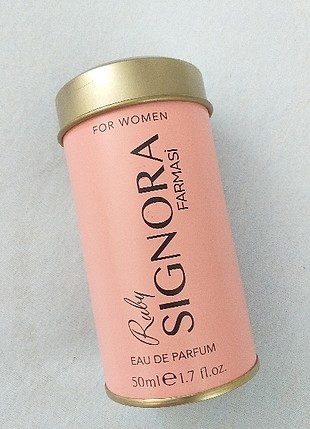 FOR WOMEN
Ruby
SIGNORA
FARMASİ
EAU DE PARFUM
50ml e 1.7 fl.oz.